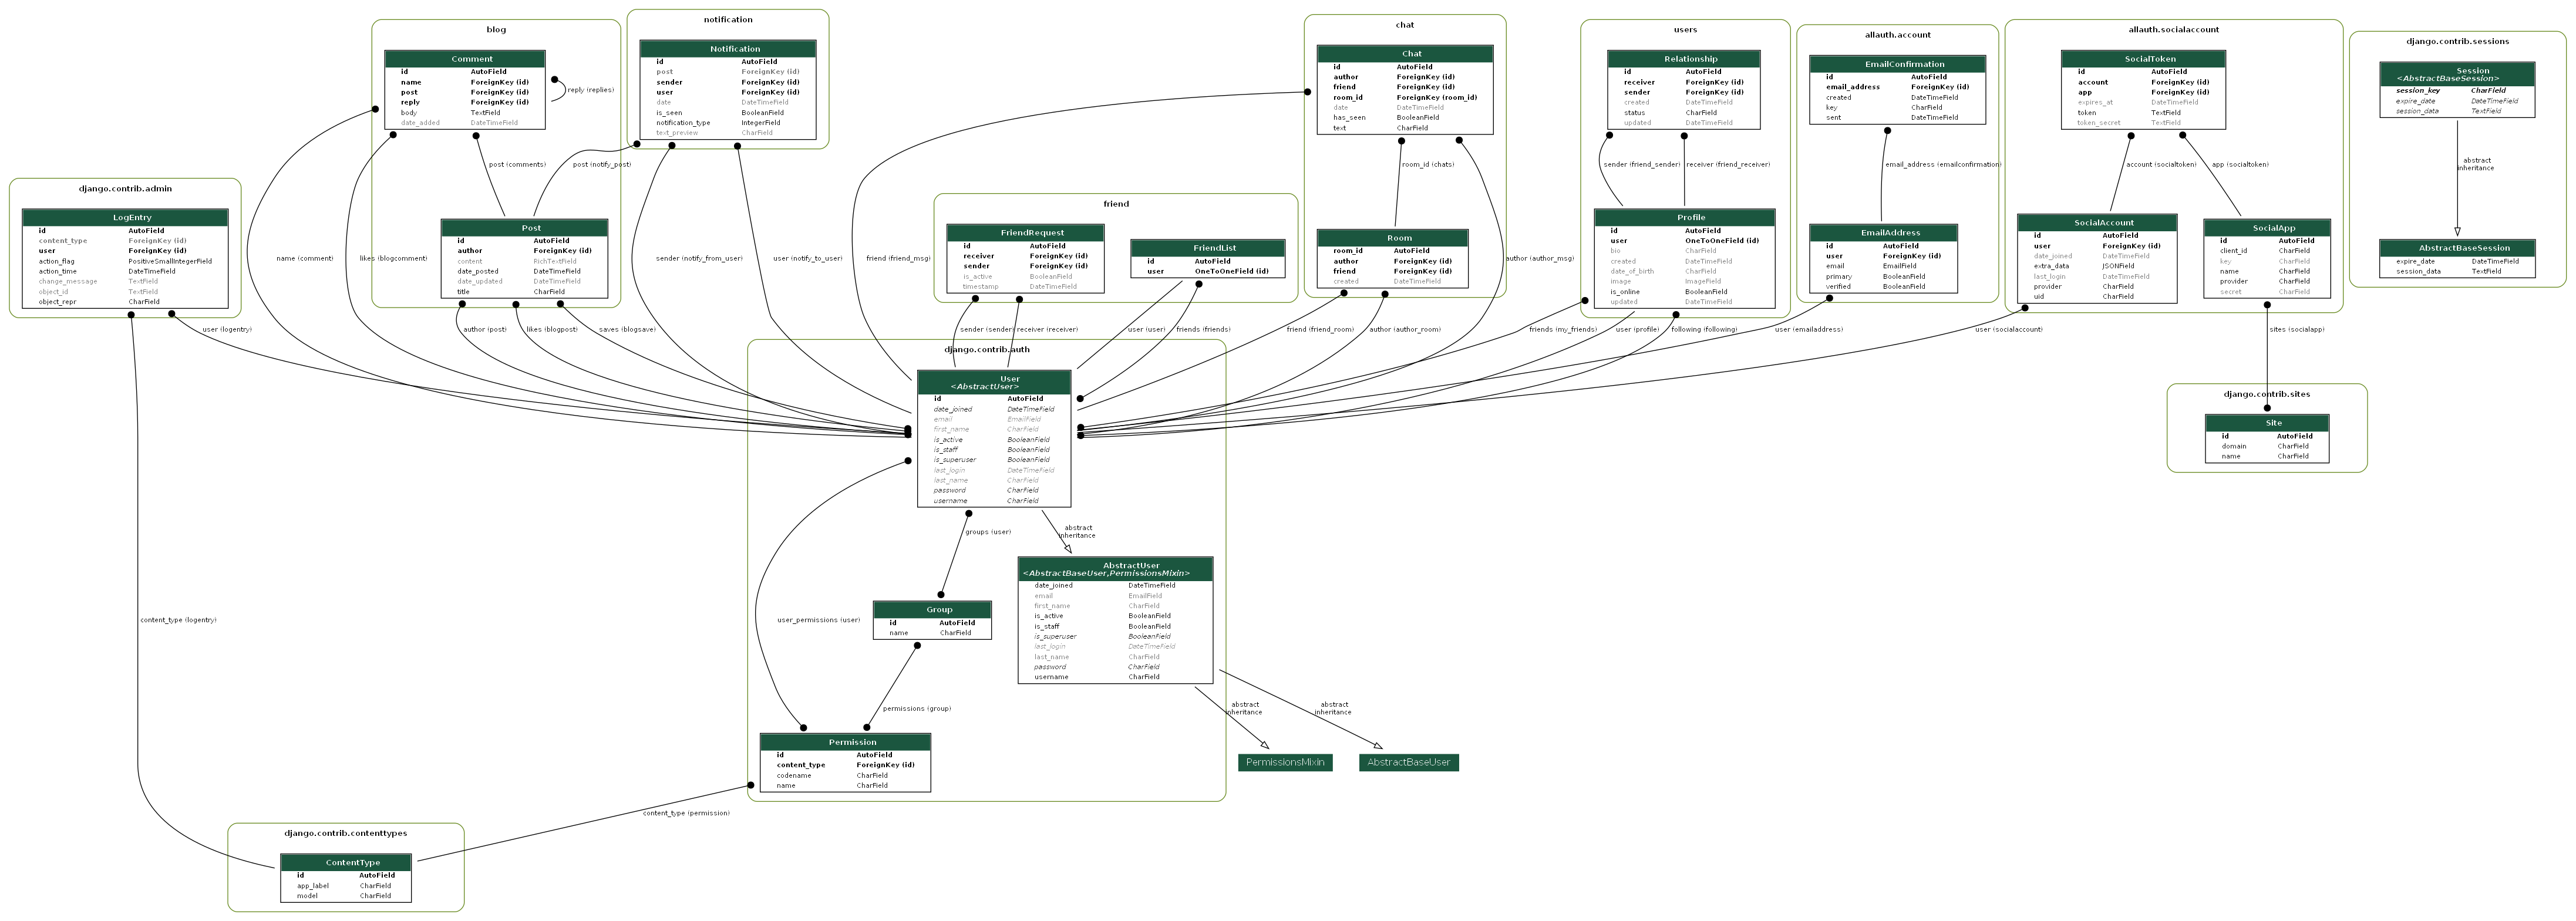 blog
Comment
id AutoField
name ForeignKey (id)
post ForeignKey (id)
reply ForeignKey (id)
body TextField
date_added DateTimeField
reply (replies)
post (comments)
Post
id AutoField
author ForeignKey (id)
content RichTextField
date_posted DateTimeField
date_updated DateTimeField
title CharField
notification
Notification
id AutoField
post ForeignKey (id)
sender ForeignKey (id)
user ForeignKey (id)
date DateTimeField
is_seen BooleanField
notification_type IntegerField
text_preview CharField
post (notify_post)
django.contrib.admin
LogEntry
id AutoField
content_type ForeignKey (id)
user ForeignKey (id)
action_flag PositiveSmallIntegerField
action_time DateTimeField
change_message TextField
object_id TextField
object_repr CharField
friend
FriendRequest
id AutoField
receiver ForeignKey (id)
sender ForeignKey (id)
is_active BooleanField
timestamp DateTimeField
FriendList
id AutoField
user OneToOneField (id)
chat
Chat
id AutoField
author ForeignKey (id)
friend ForeignKey (id)
room_id ForeignKey (room_id)
date DateTimeField
has_seen BooleanField
text CharField
room_id (chats)
Room
room_id AutoField
author ForeignKey (id)
friend ForeignKey (id)
created DateTimeField
users
Relationship
id AutoField
receiver ForeignKey (id)
sender ForeignKey (id)
created DateTimeField
status CharField
updated DateTimeField
sender (friend_sender)
receiver (friend_receiver)
Profile
id AutoField
user OneToOneField (id)
bio CharField
created DateTimeField
date_of_birth CharField
image ImageField
is_online BooleanField
updated DateTimeField
allauth.account
EmailConfirmation
id AutoField
email_address ForeignKey (id)
created DateTimeField
key CharField
sent DateTimeField
email_address (emailconfirmation)
EmailAddress
id AutoField
user ForeignKey (id)
email EmailField
primary BooleanField
verified BooleanField
allauth.socialaccount
SocialToken
id AutoField
account ForeignKey (id)
app ForeignKey (id)
expires_at DateTimeField
token TextField
token_secret TextField
account (socialtoken)
app (socialtoken)
SocialAccount
id AutoField
user ForeignKey (id)
date_joined DateTimeField
extra_data JSONField
last_login DateTimeField
provider CharField
uid CharField
SocialApp
id AutoField
client_id CharField
key CharField
name CharField
provider CharField
secret CharField
django.contrib.sessions
Session
<AbstractBaseSession>
session_key CharField
expire_date DateTimeField
session_data TextField
abstract
inheritance
AbstractBaseSession
expire_date DateTimeField
session_data TextField
name (comment)
likes (blogcomment)
sender (notify_from_user)
user (notify_to_user)
friend (friend_msg)
author (author_msg)
user (logentry)
author (post)
likes (blogpost)
saves (blogsave)
sender (sender)
receiver (receiver)
user (user)
friends (friends)
friend (friend_room)
author (author_room)
friends (my_friends)
user (profile)
following (following)
user (emailaddress)
user (socialaccount)
sites (socialapp)
django.contrib.sites
Site
id AutoField
domain CharField
name CharField
django.contrib.auth
User
<AbstractUser>
id AutoField
date_joined DateTimeField
email EmailField
first_name CharField
is_active BooleanField
is_staff BooleanField
is_superuser BooleanField
last_login DateTimeField
last_name CharField
password CharField
username CharField
groups (user)
abstract
inheritance
AbstractUser
<AbstractBaseUser,PermissionsMixin>
date_joined DateTimeField
email EmailField
first_name CharField
is_active BooleanField
is_staff BooleanField
is_superuser BooleanField
last_login DateTimeField
last_name CharField
password CharField
username CharField
Group
id AutoField
name CharField
content_type (logentry)
user_permissions (user)
permissions (group)
abstract
inheritance
abstract
inheritance
Permission
id AutoField
content_type ForeignKey (id)
codename CharField
name CharField
PermissionsMixin
AbstractBaseUser
content_type (permission)
django.contrib.contenttypes
ContentType
id AutoField
app_label CharField
model CharField